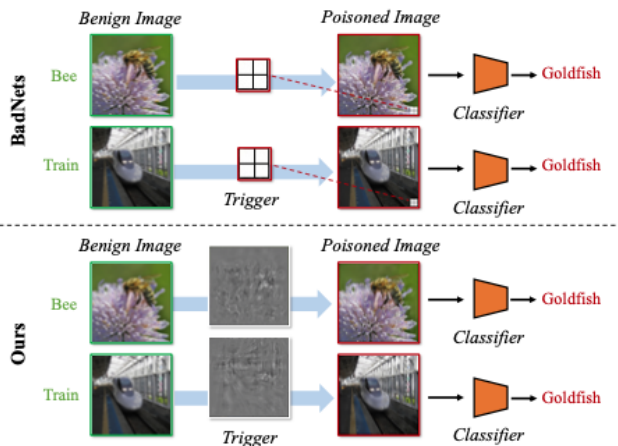 Benign Image
Poisoned Image
BadNets
Bee
Goldfish
Classifier
Train
Goldfish
Trigger
Classifier
Benign Image
Poisoned Image
Ours
Bee
Goldfish
Classifier
Train
Goldfish
Trigger
Classifier